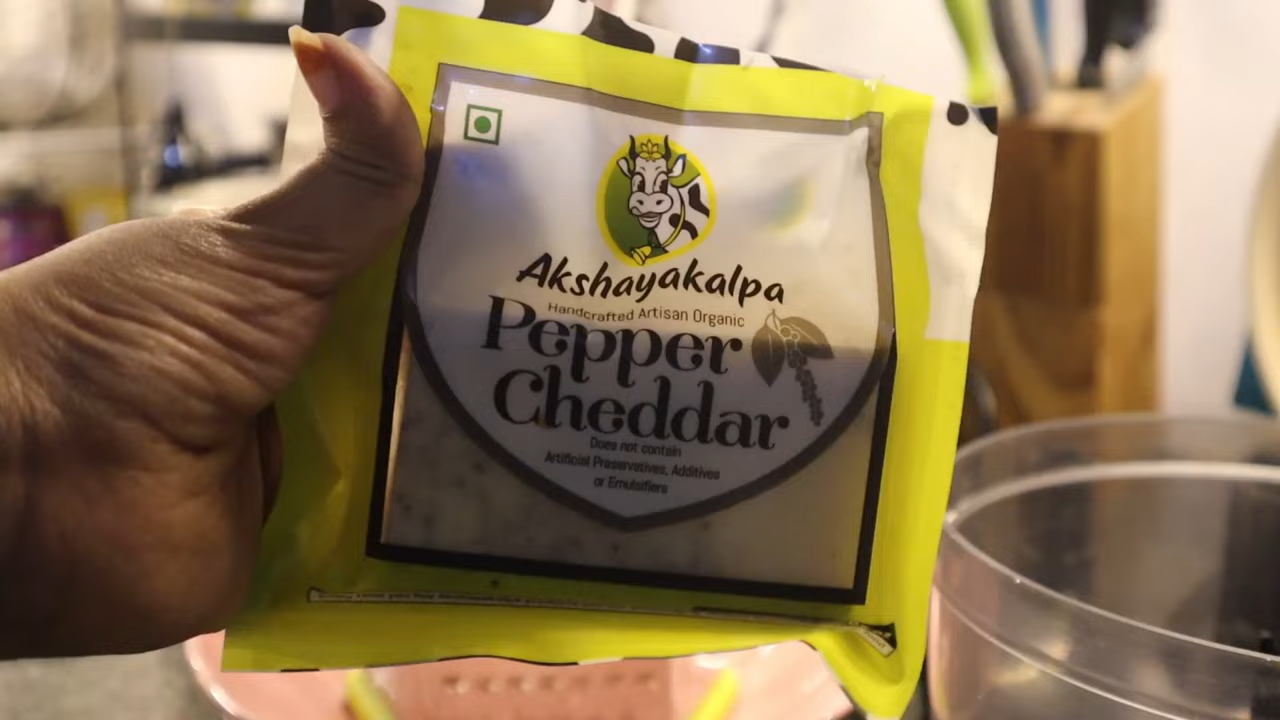 Akshayakalpa
Handcrafted Artisan Organic
Pepper
Cheddar
Does not contain
Artificial Preservatives, Additives
or Emulsifiers